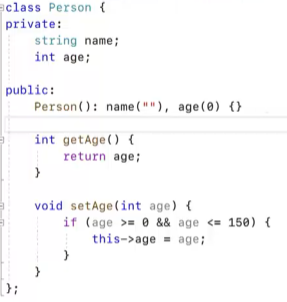 class Person {
private:
    string name;
    int age;

public:
    Person(): name(""), age(0) {}

    int getAge() {
        return age;
    }

    void setAge(int age) {
        if (age >= 0 && age <= 150) {
            this->age = age;
        }
    }
};